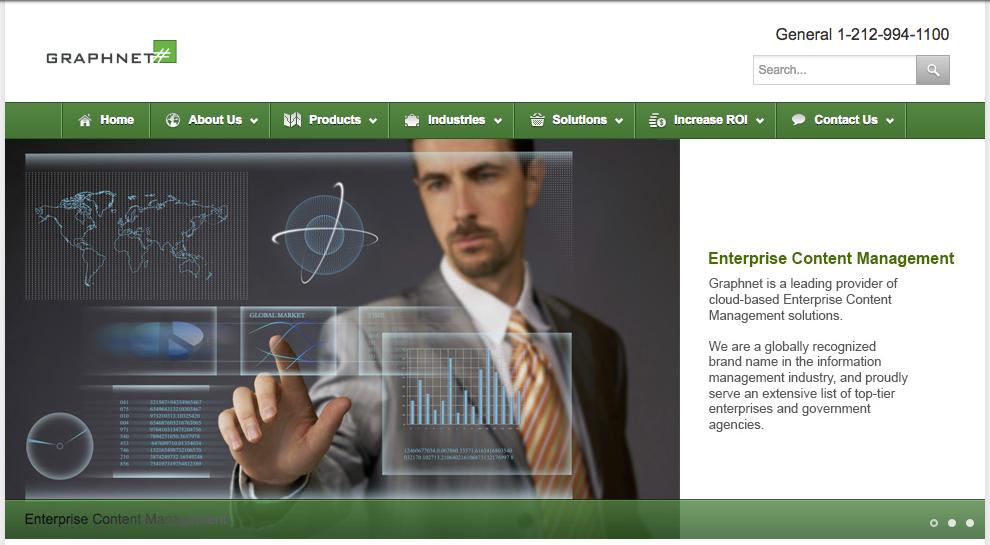 GRAPHNET
General 1-212-994-1100
Search...
Home About Us Products Industries Solutions Increase ROI Contact Us
GLOBAL MARKET
TIME
Enterprise Content Management
Graphnet is a leading provider of
cloud-based Enterprise Content
Management solutions.
We are a globally recognized
brand name in the information
management industry, and proudly
serve an extensive list of top-tier
enterprises and government
agencies.
Enterprise Content Management